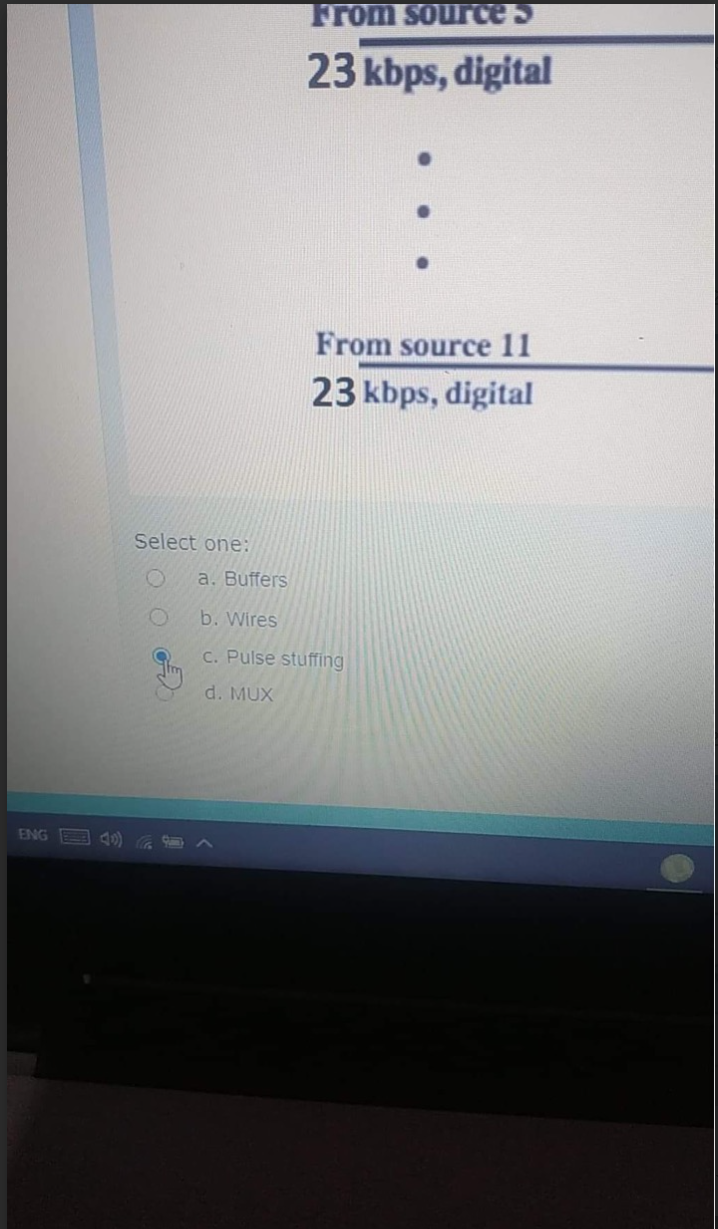 From source 5
23 kbps, digital
From source 11
23 kbps, digital
Select one:
a. Buffers
b. Wires
c. Pulse stuffing
d. MUX
ENG